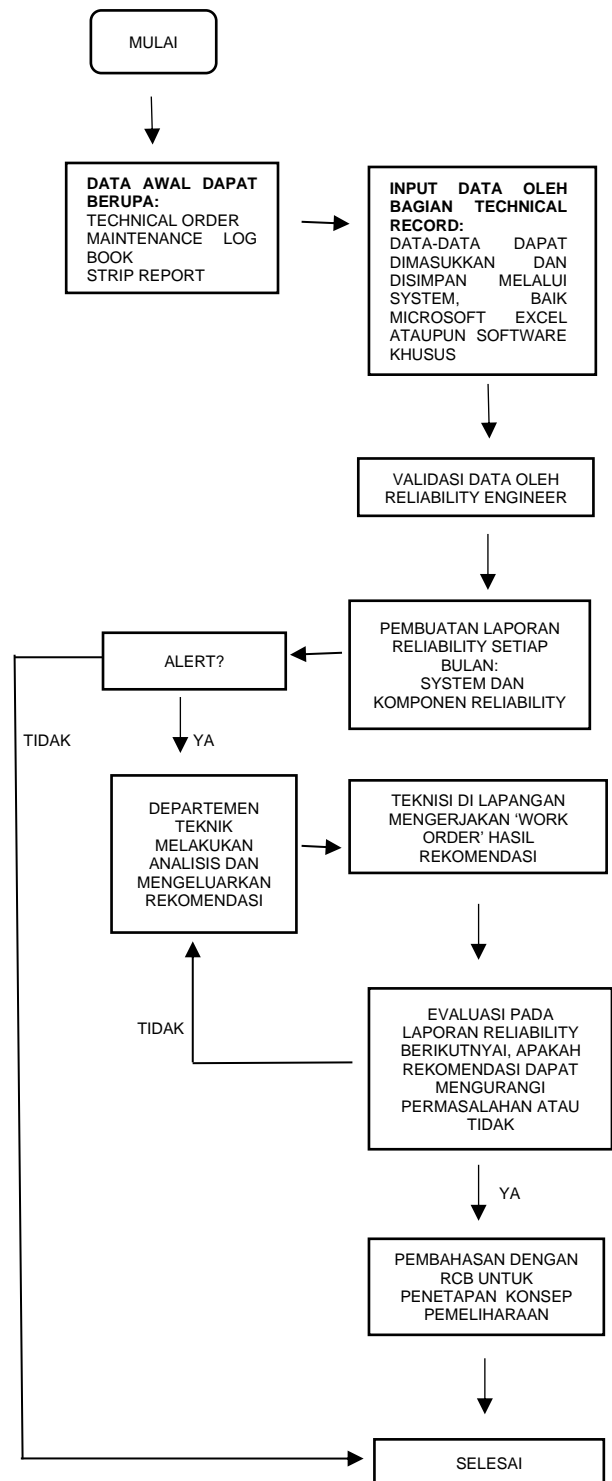 MULAI
DATA AWAL DAPAT
BERUPA:
TECHNICAL ORDER
MAINTENANCE LOG
BOOK
STRIP REPORT
INPUT DATA OLEH
BAGIAN TECHNICAL
RECORD:
DATA-DATA DAPAT
DIMASUKKAN DAN
DISIMPAN MELALUI
SYSTEM, BAIK
MICROSOFT EXCEL
ATAUPUN SOFTWARE
KHUSUS
VALIDASI DATA OLEH
RELIABILITY ENGINEER
PEMBUATAN LAPORAN
RELIABILITY SETIAP
BULAN:
SYSTEM DAN
KOMPONEN RELIABILITY
ALERT?
TIDAK
YA
DEPARTEMEN
TEKNIK
MELAKUKAN
ANALISIS DAN
MENGELUARKAN
REKOMENDASI
TEKNISI DI LAPANGAN
MENGERJAKAN ‘WORK
ORDER’ HASIL
REKOMENDASI
EVALUASI PADA
LAPORAN RELIABILITY
BERIKUTNYAI, APAKAH
REKOMENDASI DAPAT
MENGURANGI
PERMASALAHAN ATAU
TIDAK
TIDAK
YA
PEMBAHASAN DENGAN
RCB UNTUK
PENETAPAN KONSEP
PEMELIHARAAN
SELESAI